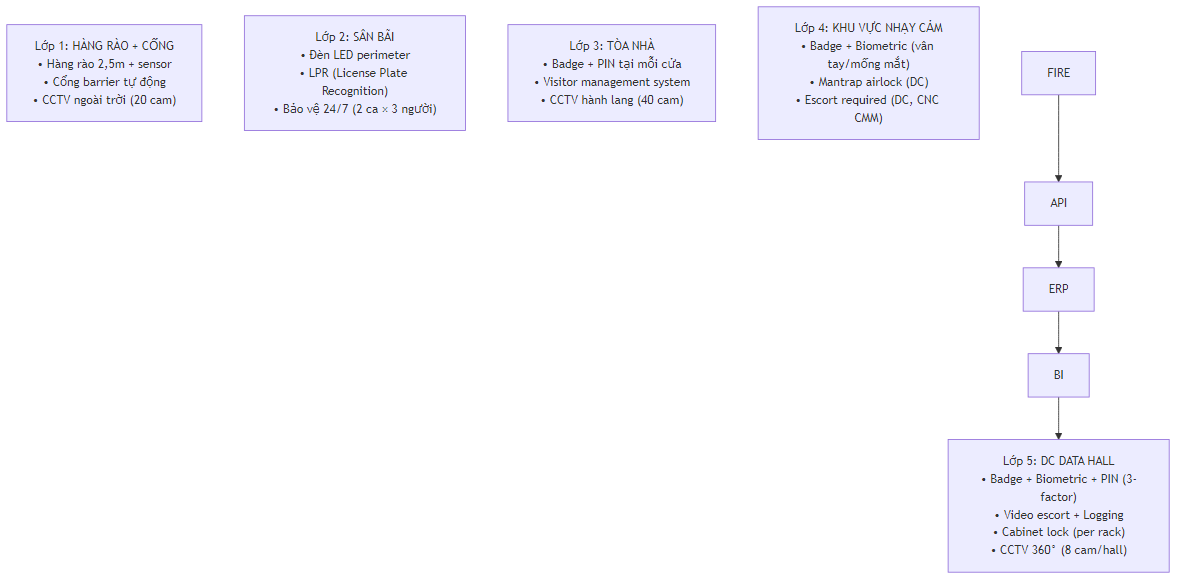 Lớp 1: HÀNG RÀO + CỔNG
• Hàng rào 2,5m + sensor
• Cổng barrier tự động
• CCTV ngoài trời (20 cam)
Lớp 2: SÂN BÃI
• Đèn LED perimeter
• LPR (License Plate
Recognition)
• Bảo vệ 24/7 (2 ca × 3 người)
Lớp 3: TÒA NHÀ
• Badge + PIN tại mỗi cửa
• Visitor management system
• CCTV hành lang (40 cam)
Lớp 4: KHU VỰC NHẠY CẢM
• Badge + Biometric (vân
tay/mống mắt)
• Mantrap airlock (DC)
• Escort required (DC, CNC
CMM)
FIRE
API
ERP
BI
Lớp 5: DC DATA HALL
• Badge + Biometric + PIN (3-
factor)
• Video escort + Logging
• Cabinet lock (per rack)
• CCTV 360° (8 cam/hall)